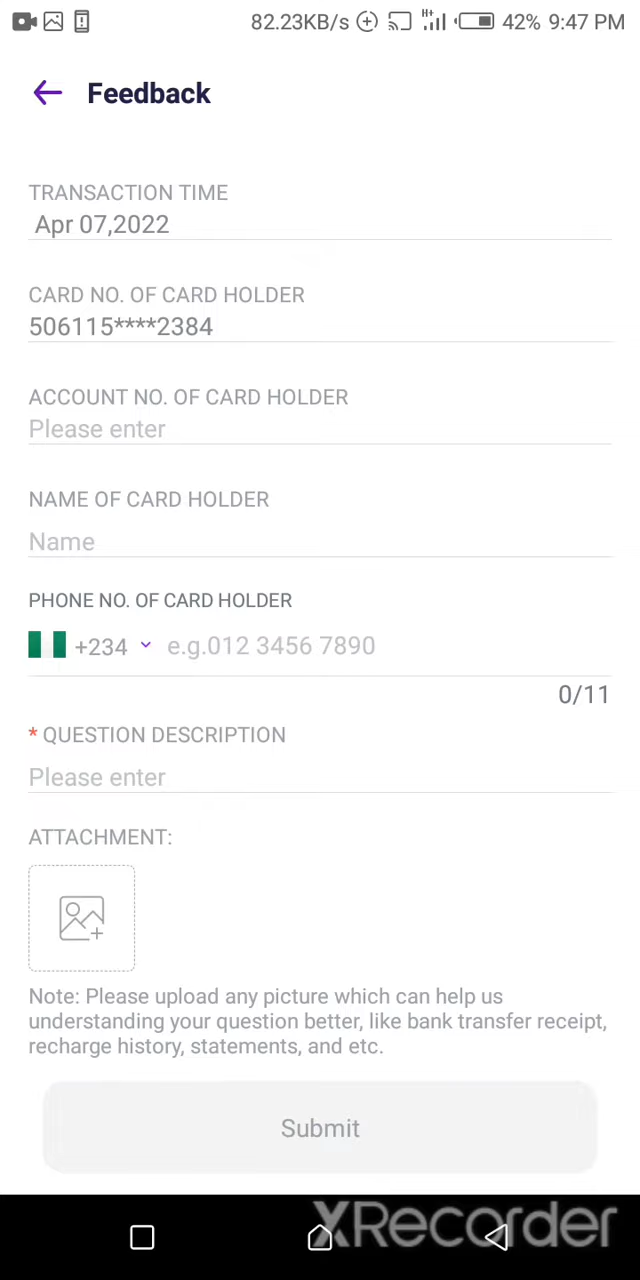 82.23KB/s H+ 42% 9:47 PM
Feedback
TRANSACTION TIME
Apr 07,2022
CARD NO. OF CARD HOLDER
506115****2384
ACCOUNT NO. OF CARD HOLDER
Please enter
NAME OF CARD HOLDER
Name
PHONE NO. OF CARD HOLDER
+234 e.g.012 3456 7890
0/11
* QUESTION DESCRIPTION
Please enter
ATTACHMENT:
Note: Please upload any picture which can help us
understanding your question better, like bank transfer receipt,
recharge history, statements, and etc.
Submit
XRecorder